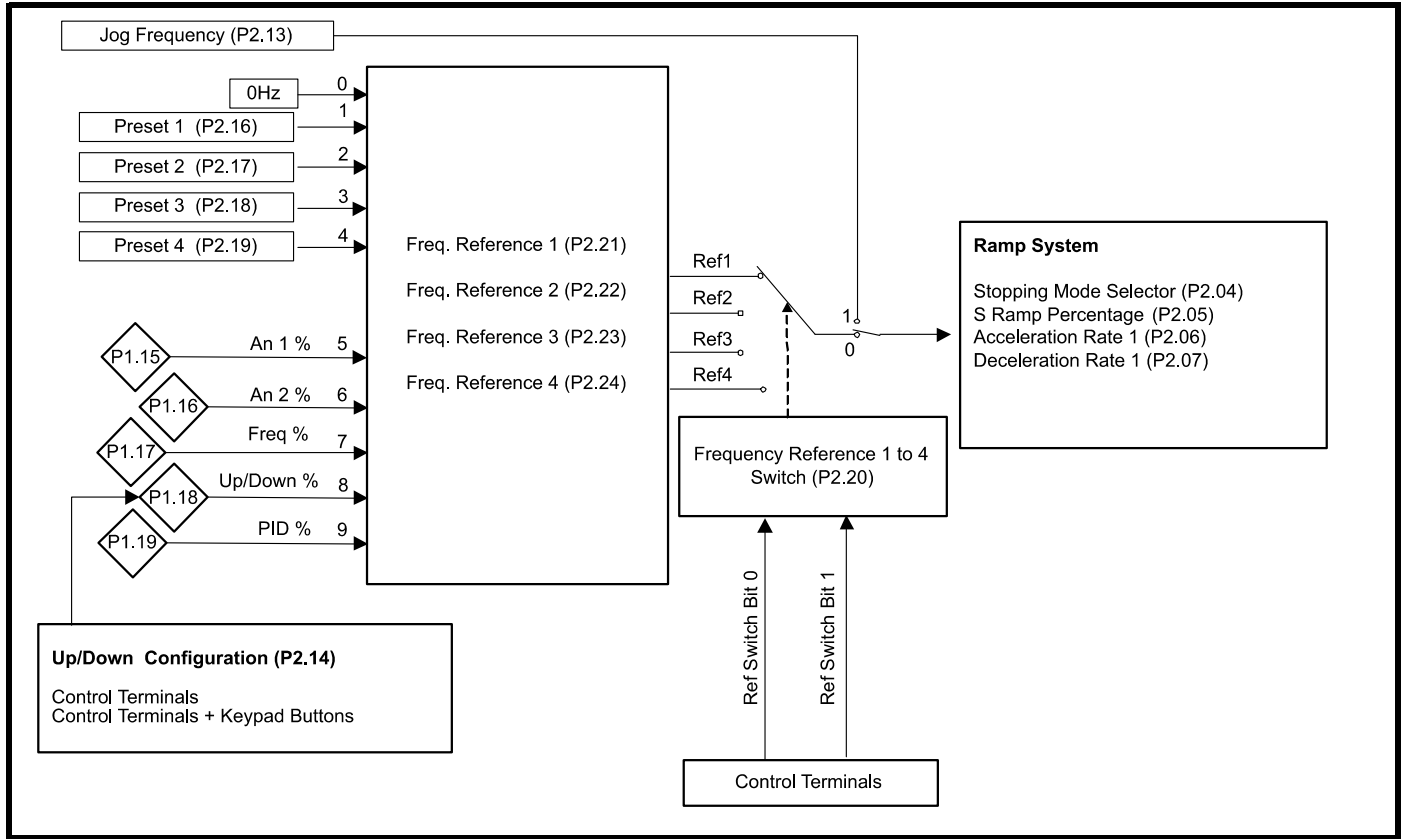 Jog Frequency (P2.13)
0Hz
0
Preset 1 (P2.16)
1
Preset 2 (P2.17)
2
Preset 3 (P2.18)
3
Preset 4 (P2.19)
4
P1.15
An 1 %
5
P1.16
An 2 %
6
P1.17
Freq %
7
P1.18
Up/Down %
8
P1.19
PID %
9
Freq. Reference 1 (P2.21)
Freq. Reference 2 (P2.22)
Freq. Reference 3 (P2.23)
Freq. Reference 4 (P2.24)
Ref1
Ref2
Ref3
Ref4
1
0
Ramp System
Stopping Mode Selector (P2.04)
S Ramp Percentage (P2.05)
Acceleration Rate 1 (P2.06)
Deceleration Rate 1 (P2.07)
Frequency Reference 1 to 4
Switch (P2.20)
Ref Switch Bit 0
Ref Switch Bit 1
Control Terminals
Up/Down Configuration (P2.14)
Control Terminals
Control Terminals + Keypad Buttons